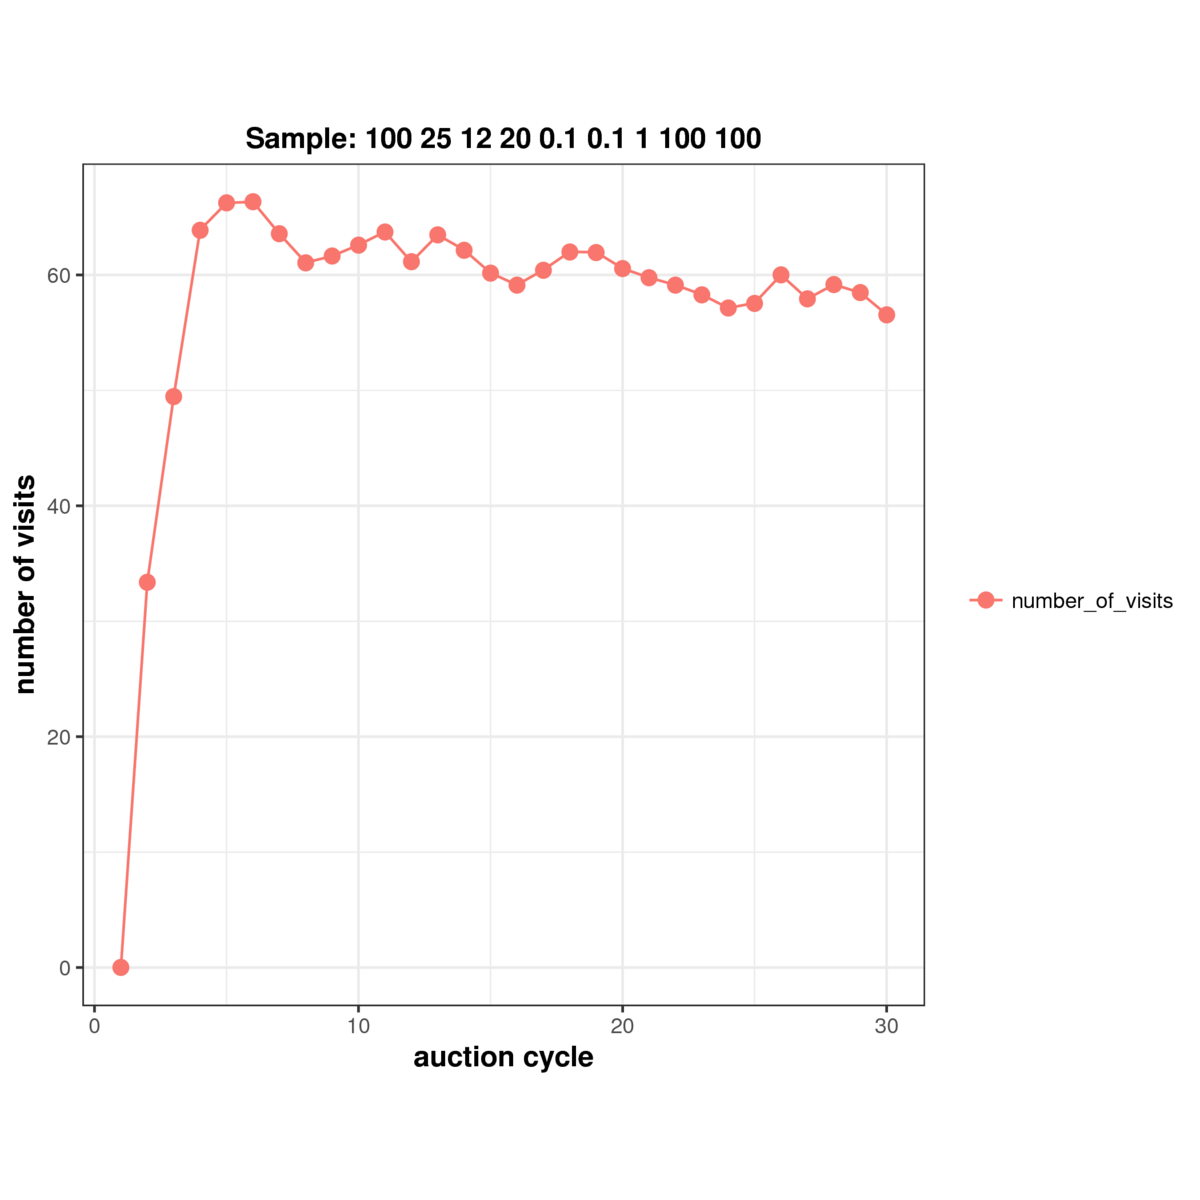 Sample: 100 25 12 20 0.1 0.1 1 100 100
number of visits
60
40
20
0
0 10 20 30
auction cycle
number_of_visits